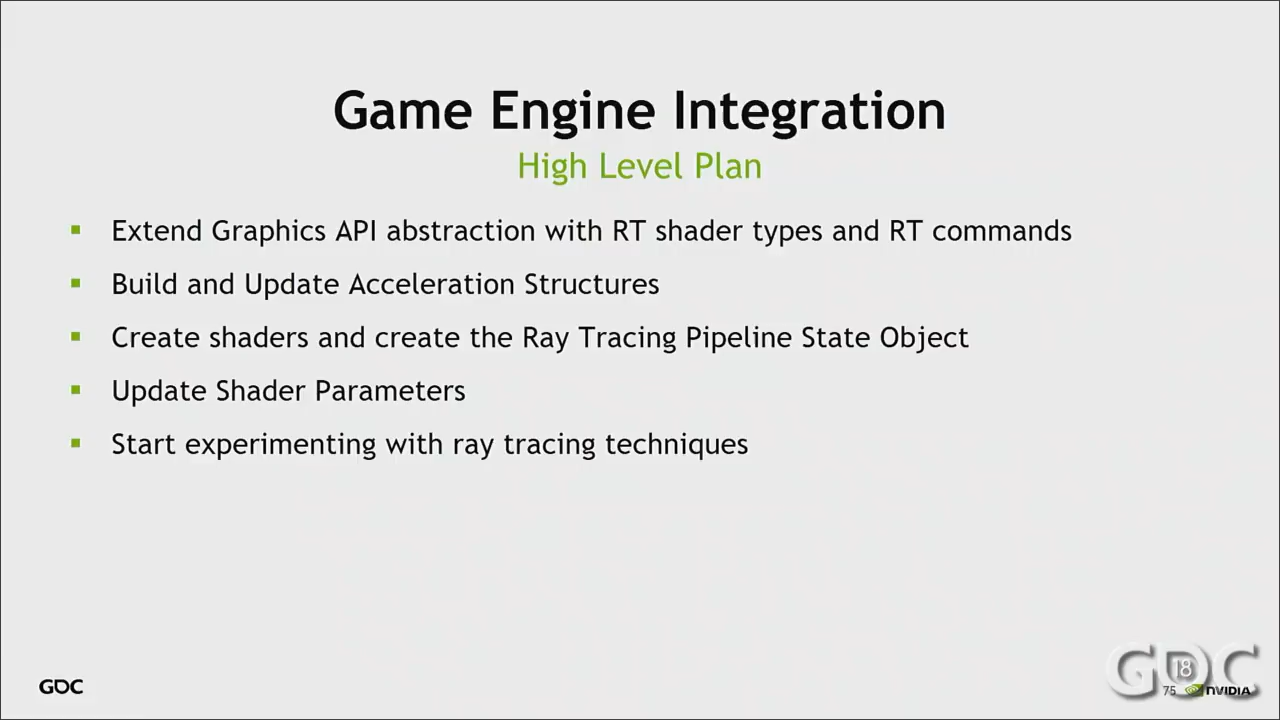 Game Engine Integration
High Level Plan
Extend Graphics API abstraction with RT shader types and RT commands
Build and Update Acceleration Structures
Create shaders and create the Ray Tracing Pipeline State Object
Update Shader Parameters
Start experimenting with ray tracing techniques
GDC
GDC
18
75 NVIDIA